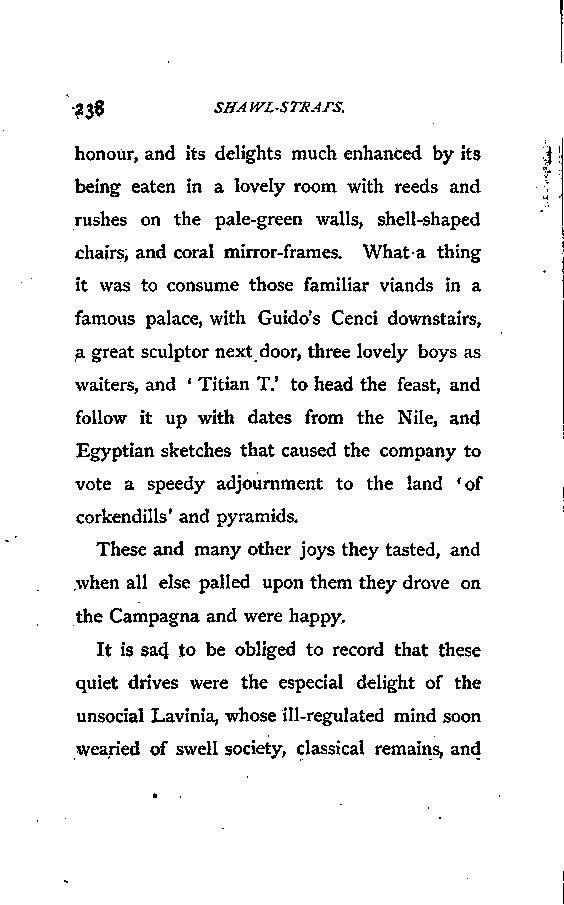 238 SHAWL-STRAPS.
honour, and its delights much enhanced by its
being eaten in a lovely room with reeds and
rushes on the pale-green walls, shell-shaped
chairs, and coral mirror-frames. What a thing
it was to consume those familiar viands in a
famous palace, with Guido's Cenci downstairs,
a great sculptor next door, three lovely boys as
waiters, and ‘ Titian T.’ to head the feast, and
follow it up with dates from the Nile, and
Egyptian sketches that caused the company to
vote a speedy adjournment to the land ‘of
corkendills’ and pyramids.
These and many other joys they tasted, and
when all else palled upon them they drove on
the Campagna and were happy.
It is sad to be obliged to record that these
quiet drives were the especial delight of the
unsocial Lavinia, whose ill-regulated mind soon
wearied of swell society, classical remains, and